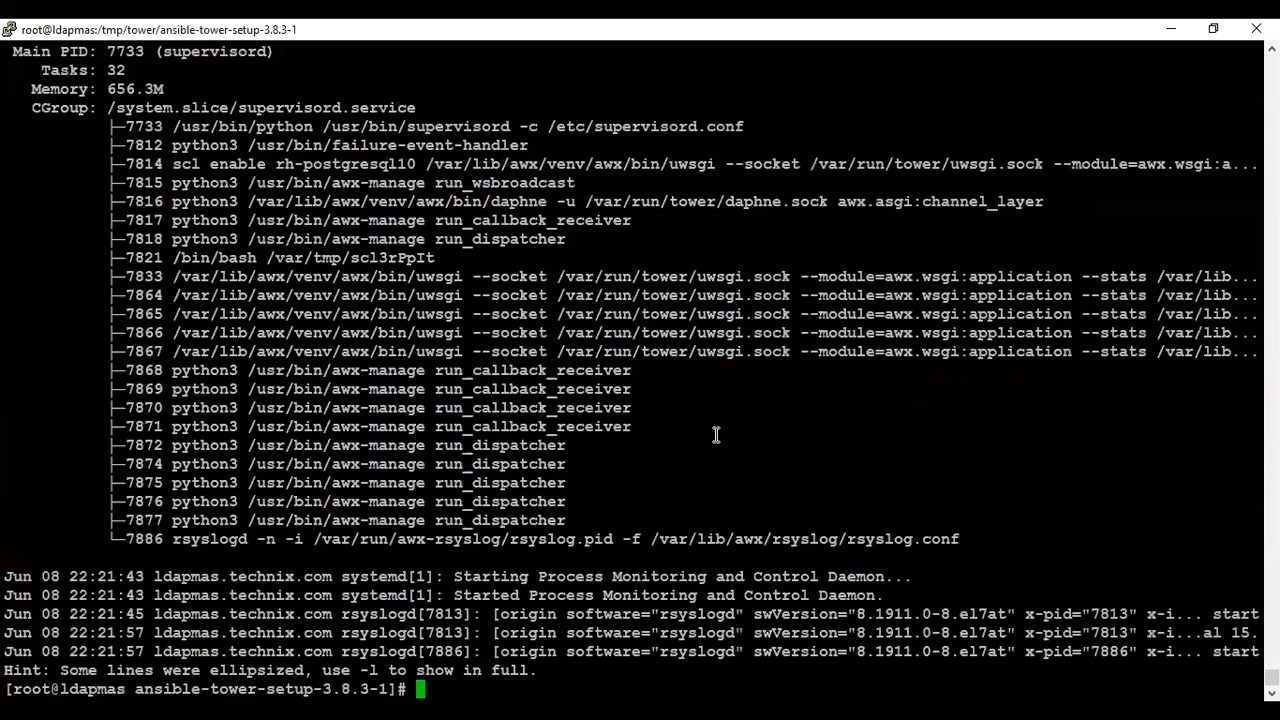 root@ldapmas:/tmp/tower/ansible-tower-setup-3.8.3-1
Main PID: 7733 (supervisord)
Tasks: 32
Memory: 656.3M
CGroup: /system.slice/supervisord.service
├─7733 /usr/bin/python /usr/bin/supervisord -c /etc/supervisord.conf
├─7812 python3 /usr/bin/failure-event-handler
├─7814 scl enable rh-postgresql10 /var/lib/awx/venv/awx/bin/uwsgi --socket /var/run/tower/uwsgi.sock --module=awx.wsgi:a...
├─7815 python3 /usr/bin/awx-manage run_wsbroadcast
├─7816 python3 /var/lib/awx/venv/awx/bin/daphne -u /var/run/tower/daphne.sock awx.asgi:channel_layer
├─7817 python3 /usr/bin/awx-manage run_callback_receiver
├─7818 python3 /usr/bin/awx-manage run_dispatcher
├─7821 /bin/bash /var/tmp/scl3rPpIt
├─7833 /var/lib/awx/venv/awx/bin/uwsgi --socket /var/run/tower/uwsgi.sock --module=awx.wsgi:application --stats /var/lib...
├─7864 /var/lib/awx/venv/awx/bin/uwsgi --socket /var/run/tower/uwsgi.sock --module=awx.wsgi:application --stats /var/lib...
├─7865 /var/lib/awx/venv/awx/bin/uwsgi --socket /var/run/tower/uwsgi.sock --module=awx.wsgi:application --stats /var/lib...
├─7866 /var/lib/awx/venv/awx/bin/uwsgi --socket /var/run/tower/uwsgi.sock --module=awx.wsgi:application --stats /var/lib...
├─7867 /var/lib/awx/venv/awx/bin/uwsgi --socket /var/run/tower/uwsgi.sock --module=awx.wsgi:application --stats /var/lib...
├─7868 python3 /usr/bin/awx-manage run_callback_receiver
├─7869 python3 /usr/bin/awx-manage run_callback_receiver
├─7870 python3 /usr/bin/awx-manage run_callback_receiver
├─7871 python3 /usr/bin/awx-manage run_callback_receiver
├─7872 python3 /usr/bin/awx-manage run_dispatcher
├─7874 python3 /usr/bin/awx-manage run_dispatcher
├─7875 python3 /usr/bin/awx-manage run_dispatcher
├─7876 python3 /usr/bin/awx-manage run_dispatcher
├─7877 python3 /usr/bin/awx-manage run_dispatcher
└─7886 rsyslogd -n -i /var/run/awx-rsyslog/rsyslog.pid -f /var/lib/awx/rsyslog/rsyslog.conf
Jun 08 22:21:43 ldapmas.technix.com systemd[1]: Starting Process Monitoring and Control Daemon...
Jun 08 22:21:43 ldapmas.technix.com systemd[1]: Started Process Monitoring and Control Daemon.
Jun 08 22:21:45 ldapmas.technix.com rsyslogd[7813]: [origin software="rsyslogd" swVersion="8.1911.0-8.el7at" x-pid="7813" x-i... start
Jun 08 22:21:57 ldapmas.technix.com rsyslogd[7813]: [origin software="rsyslogd" swVersion="8.1911.0-8.el7at" x-pid="7813" x-i...al 15.
Jun 08 22:21:57 ldapmas.technix.com rsyslogd[7886]: [origin software="rsyslogd" swVersion="8.1911.0-8.el7at" x-pid="7886" x-i... start
Hint: Some lines were ellipsized, use -l to show in full.
[root@ldapmas ansible-tower-setup-3.8.3-1]#